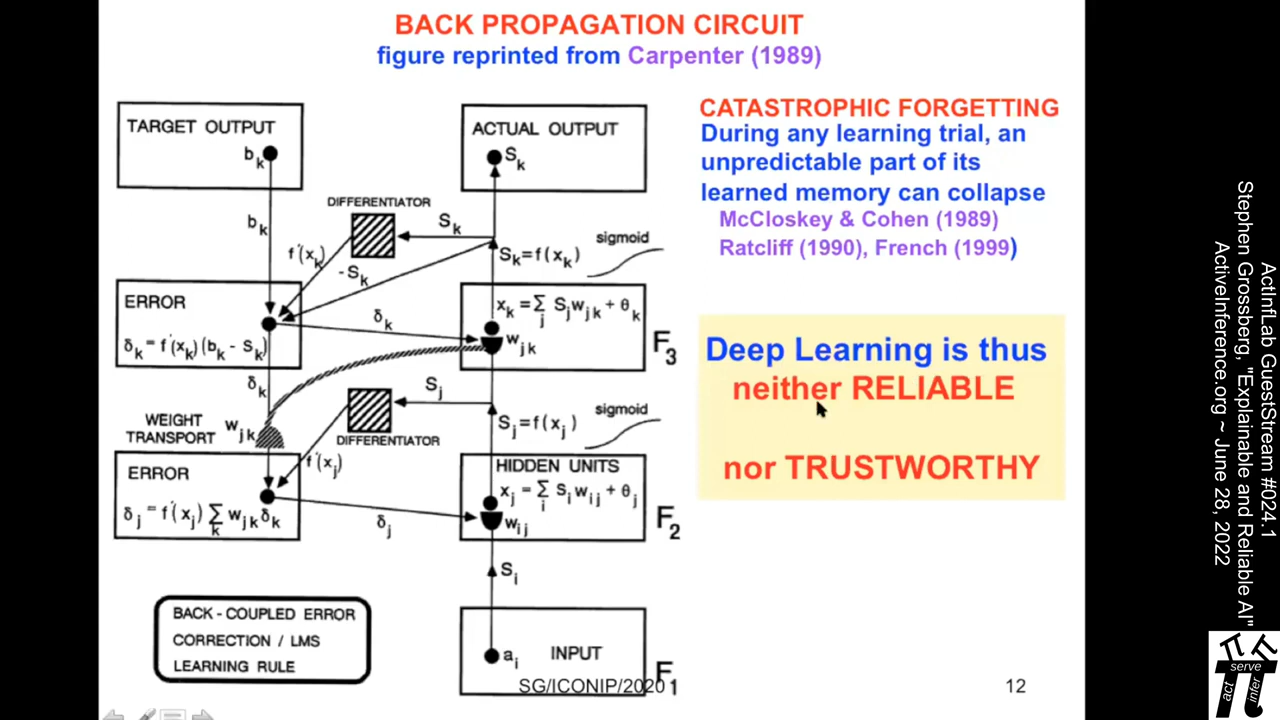 BACK PROPAGATION CIRCUIT
figure reprinted from Carpenter (1989)
TARGET OUTPUT
b_k
b_k
ACTUAL OUTPUT
S_k
DIFFERENTIATOR
S_k
f'(x_k)
-S_k
S_k=f(x_k)
sigmoid
ERROR
δ_k = f'(x_k)(b_k - S_k)
δ_k
x_k = Σ_j S_j w_jk + θ_k
w_jk
F_3
δ_k
WEIGHT
TRANSPORT
w_jk
S_j
DIFFERENTIATOR
f'(x_j)
S_j=f(x_j)
sigmoid
ERROR
δ_j = f'(x_j) Σ_k w_jk δ_k
δ_j
HIDDEN UNITS
x_j = Σ_i S_i w_ij + θ_j
w_ij
F_2
S_i
BACK-COUPLED ERROR
CORRECTION / LMS
LEARNING RULE
a_i
INPUT
F_1
CATASTROPHIC FORGETTING
During any learning trial, an
unpredictable part of its
learned memory can collapse
McCloskey & Cohen (1989)
Ratcliff (1990), French (1999)
Deep Learning is thus
neither RELIABLE
nor TRUSTWORTHY
SG/ICONIP/2020
12
ActInfLab GuestStream #024.1
Stephen Grossberg, "Explainable and Reliable AI"
ActiveInference.org ~ June 28, 2022
serve
act
infer